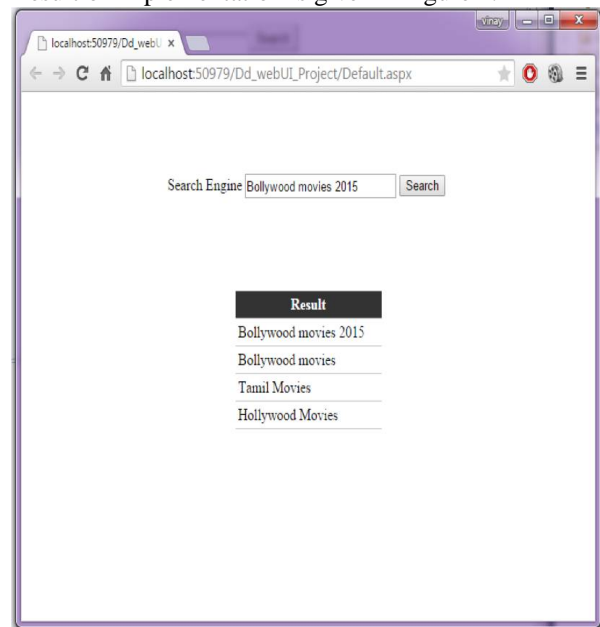 vinay
localhost:50979/Dd_webU
localhost:50979/Dd_webUI_Project/Default.aspx
Search Engine Bollywood movies 2015 Search
Result
Bollywood movies 2015
Bollywood movies
Tamil Movies
Hollywood Movies